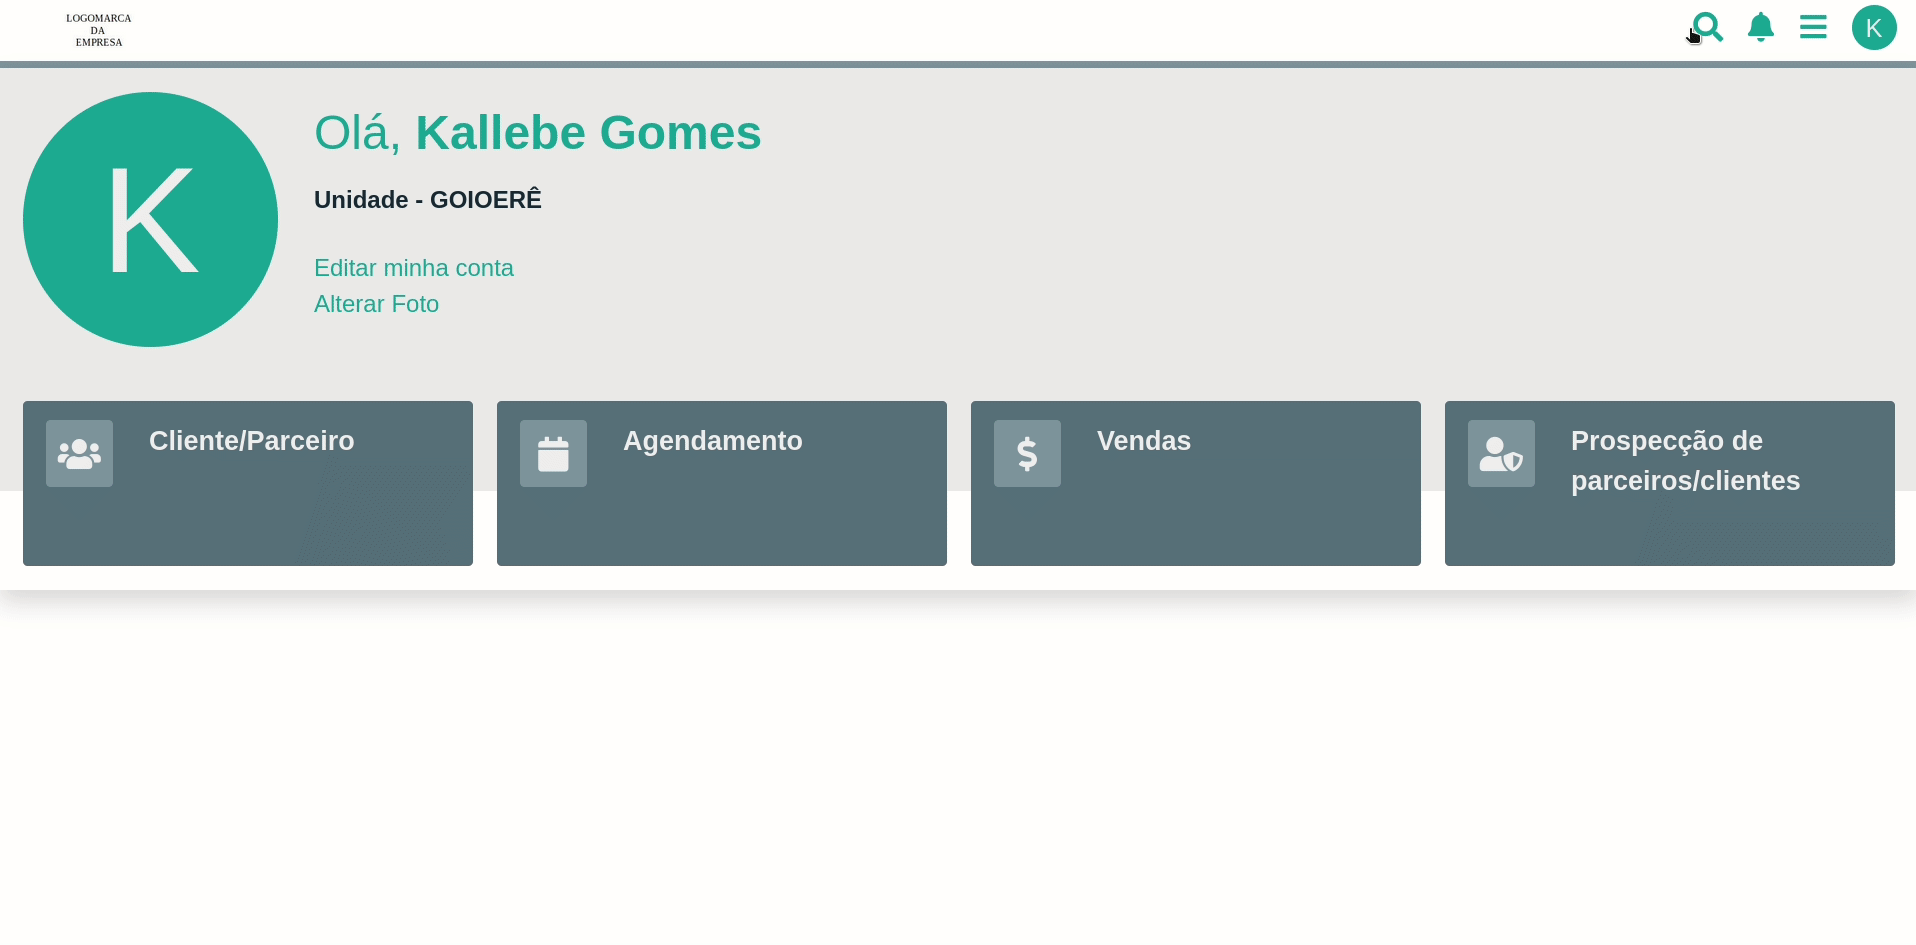 LOGOMARCA
DA
EMPRESA
K
K
Olá, Kallebe Gomes
Unidade - GOIOERÊ
Editar minha conta
Alterar Foto
Cliente/Parceiro
Agendamento
Vendas
Prospecção de
parceiros/clientes